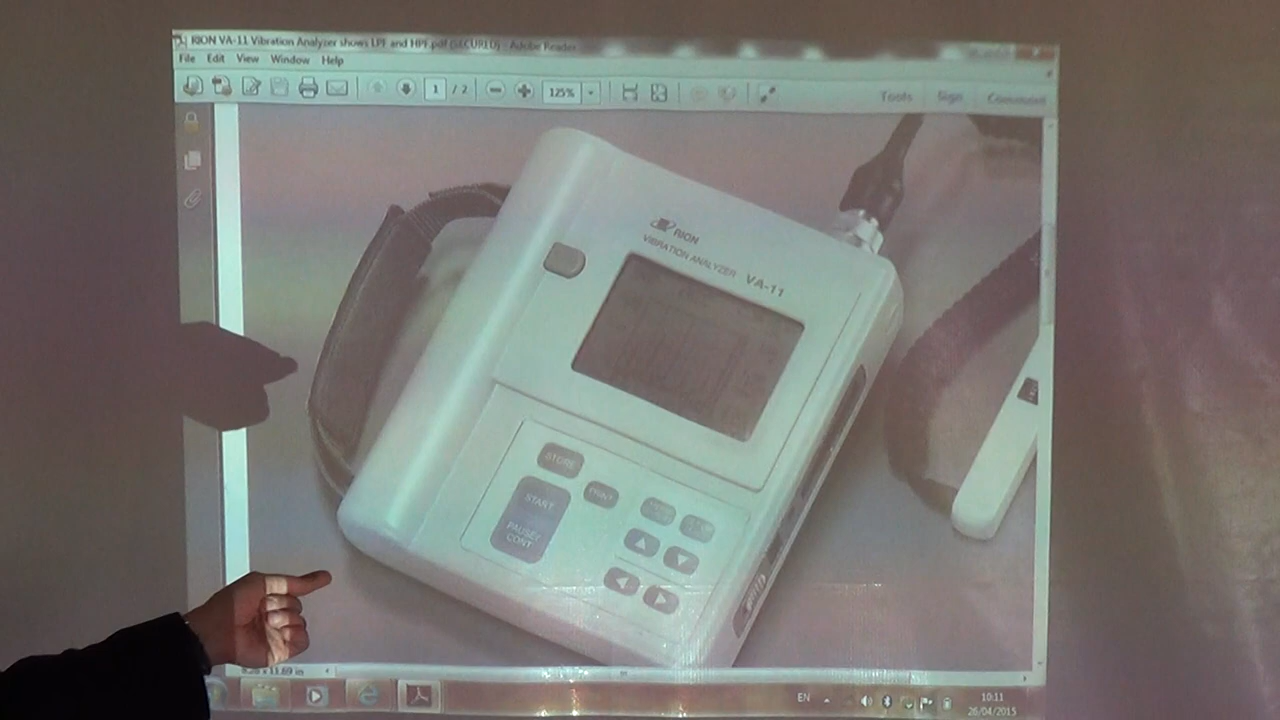 RION VA-11 Vibration Analyzer shows LPF and HPF.pdf (SECURED) - Adobe Reader
File Edit View Window Help
1 / 2 125% Tools Sign Comment
RION
VIBRATION ANALYZER VA-11
STORE
PRINT
START
PAUSE/
CONT
EN
10:11
26/04/2015